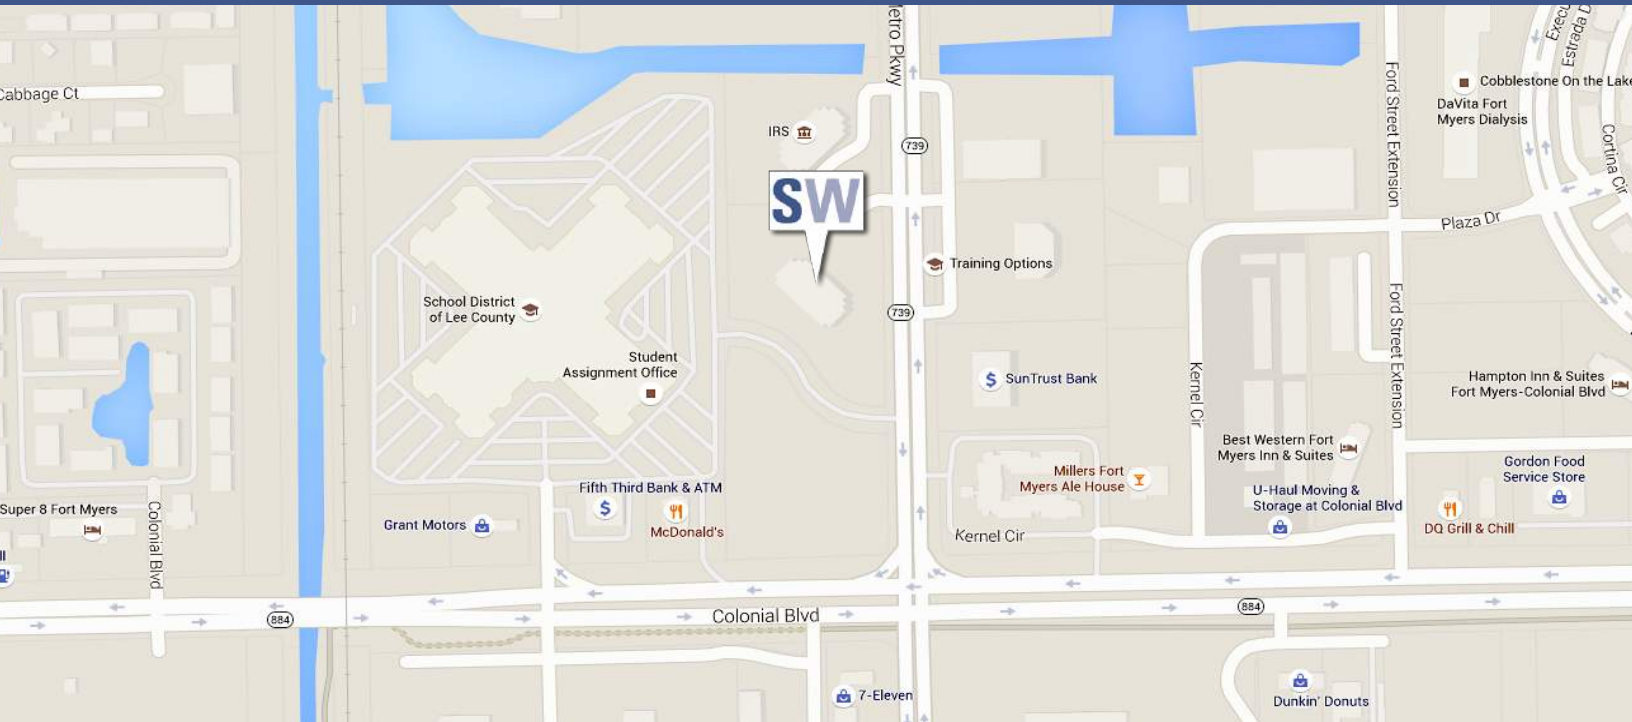 Metro Pkwy
Execu
Estrada D
Cabbage Ct
Ford Street Extension
Cobblestone On the Lake
DaVita Fort
Myers Dialysis
Cortina Cir
IRS
739
SW
Plaza Dr
Training Options
School District
of Lee County
739
Ford Street Extension
Student
Assignment Office
SunTrust Bank
Kernel Cir
Hampton Inn & Suites
Fort Myers-Colonial Blvd
Best Western Fort
Myers Inn & Suites
Millers Fort
Myers Ale House
Gordon Food
Service Store
Fifth Third Bank & ATM
U-Haul Moving &
Storage at Colonial Blvd
Super 8 Fort Myers
Colonial Blvd
Grant Motors
McDonald's
DQ Grill & Chill
Kernel Cir
ll
884
Colonial Blvd
884
7-Eleven
Dunkin' Donuts